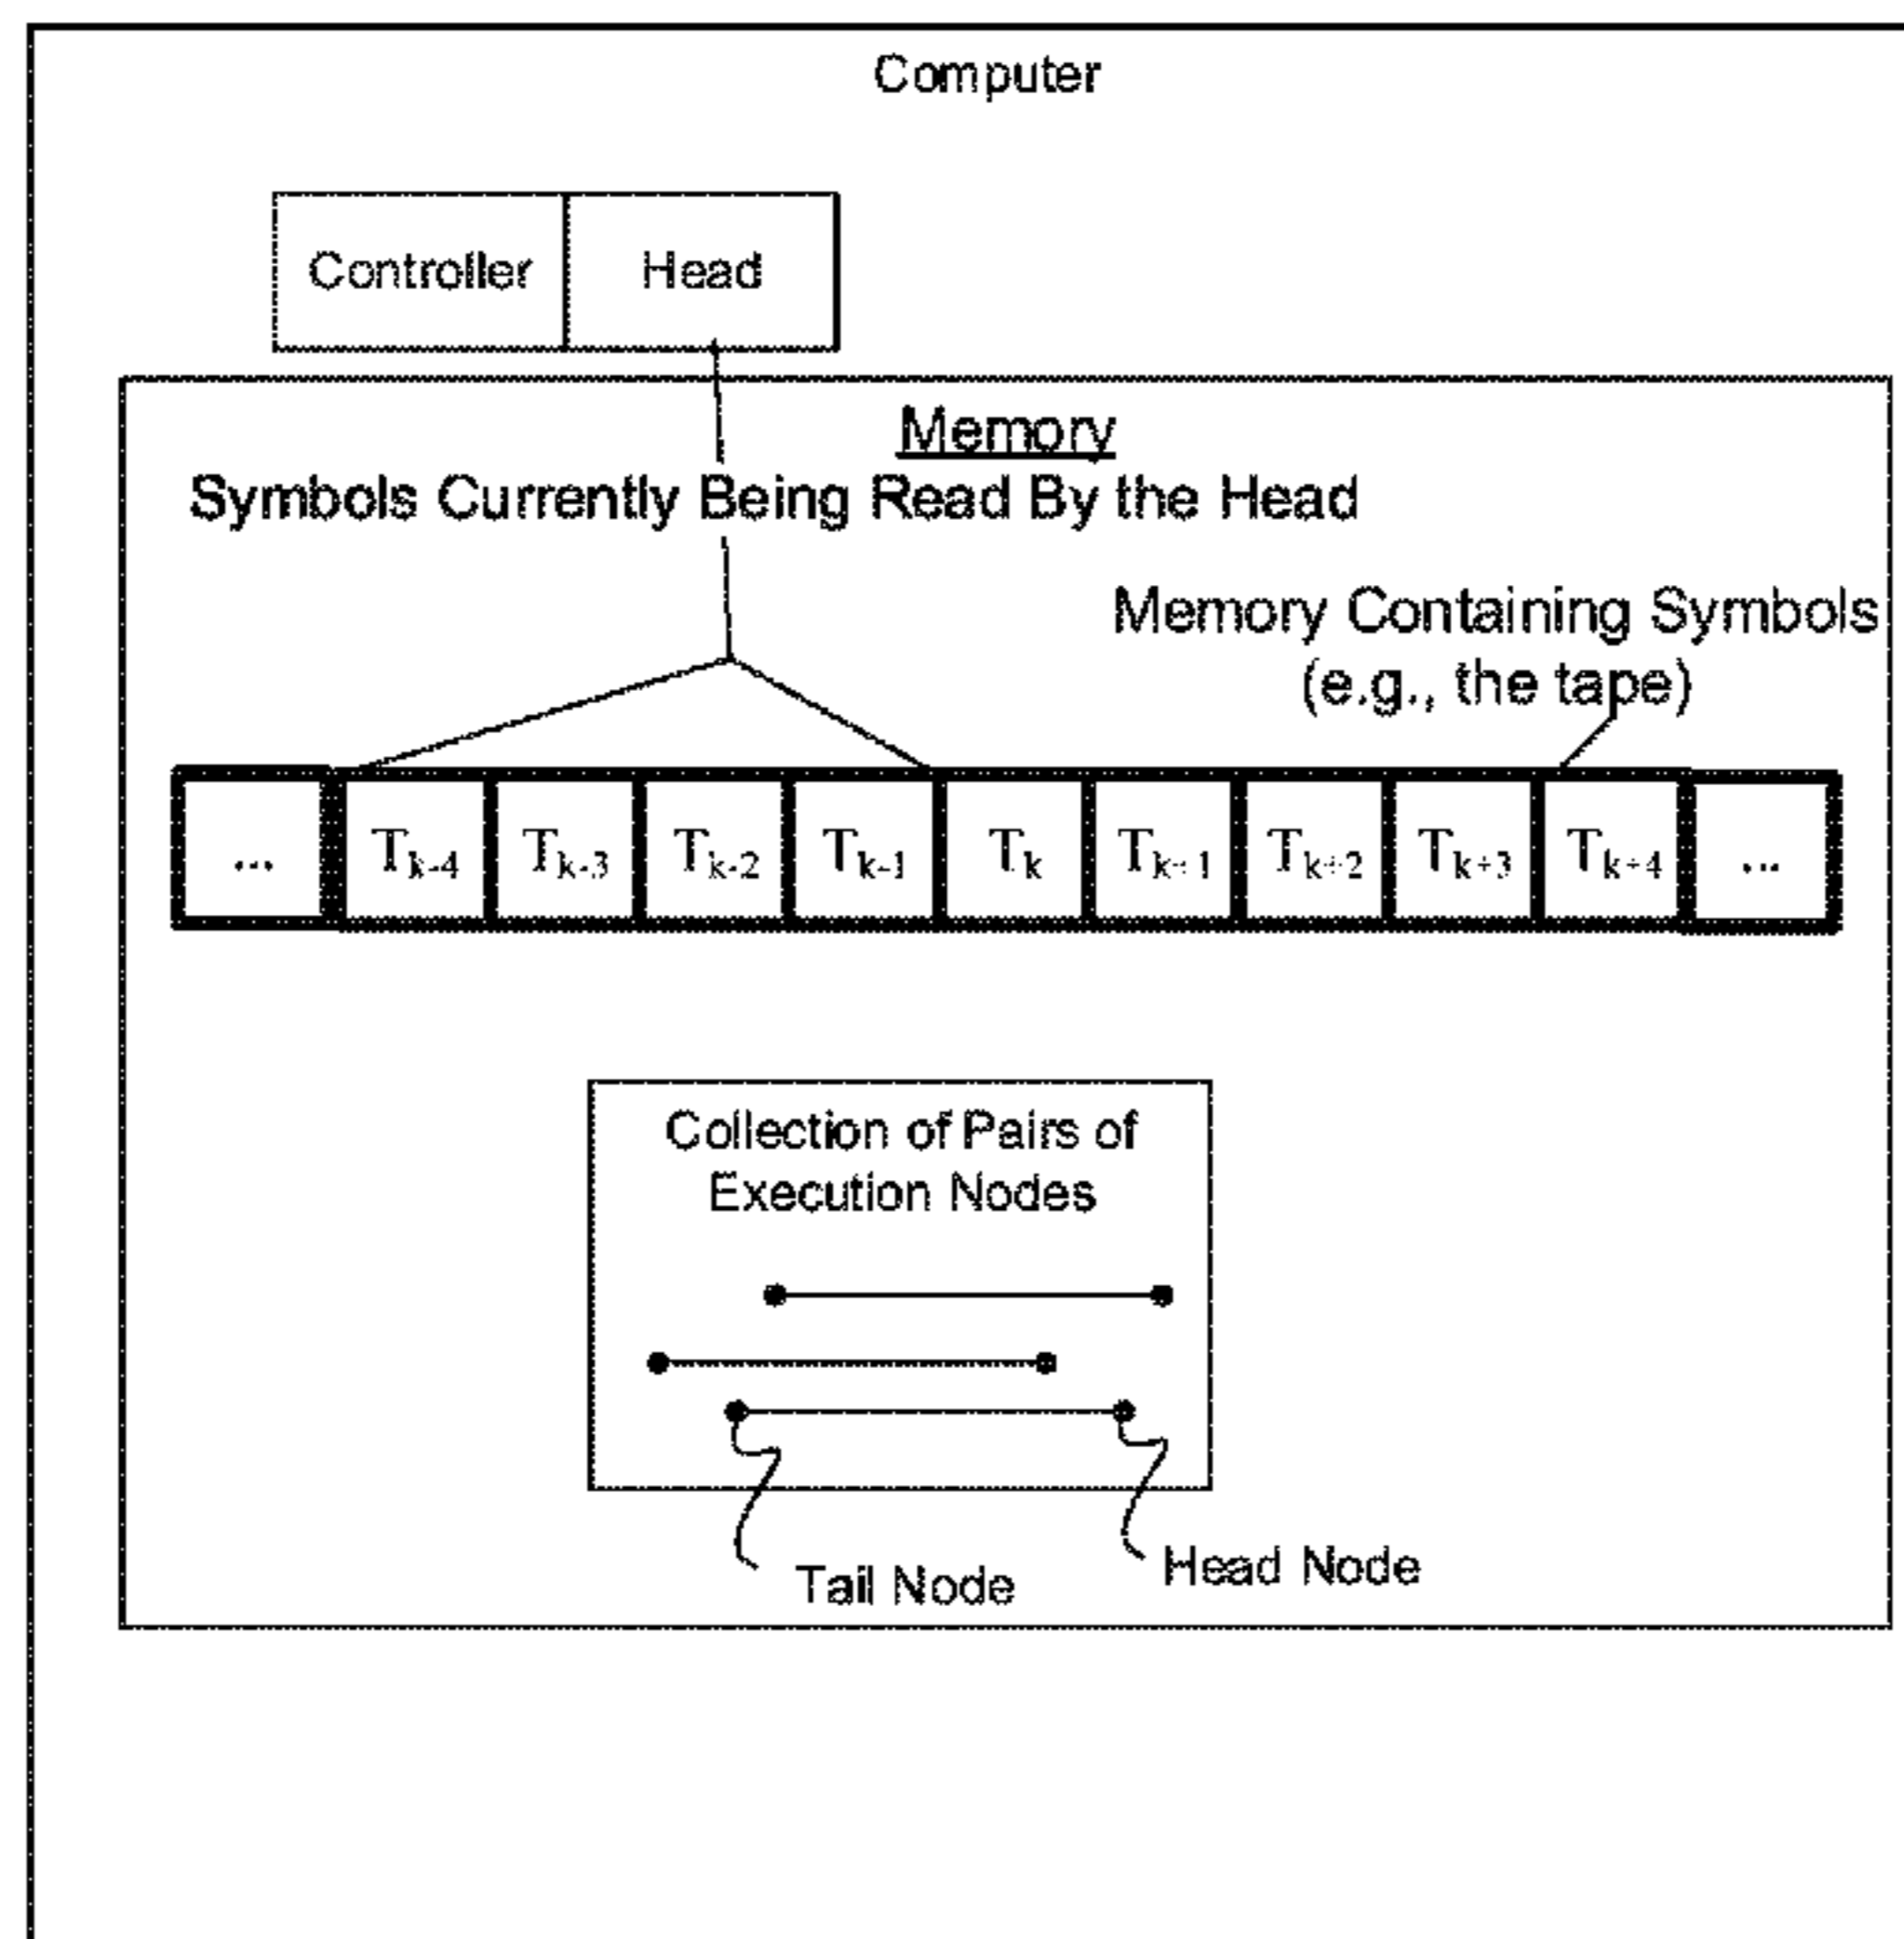 Computer
Controller Head
Memory
Symbols Currently Being Read By the Head
Memory Containing Symbols
(e.g., the tape)
... Tk-4 Tk-3 Tk-2 Tk-1 Tk Tk+1 Tk+2 Tk+3 Tk+4 ...
Collection of Pairs of
Execution Nodes
Tail Node Head Node